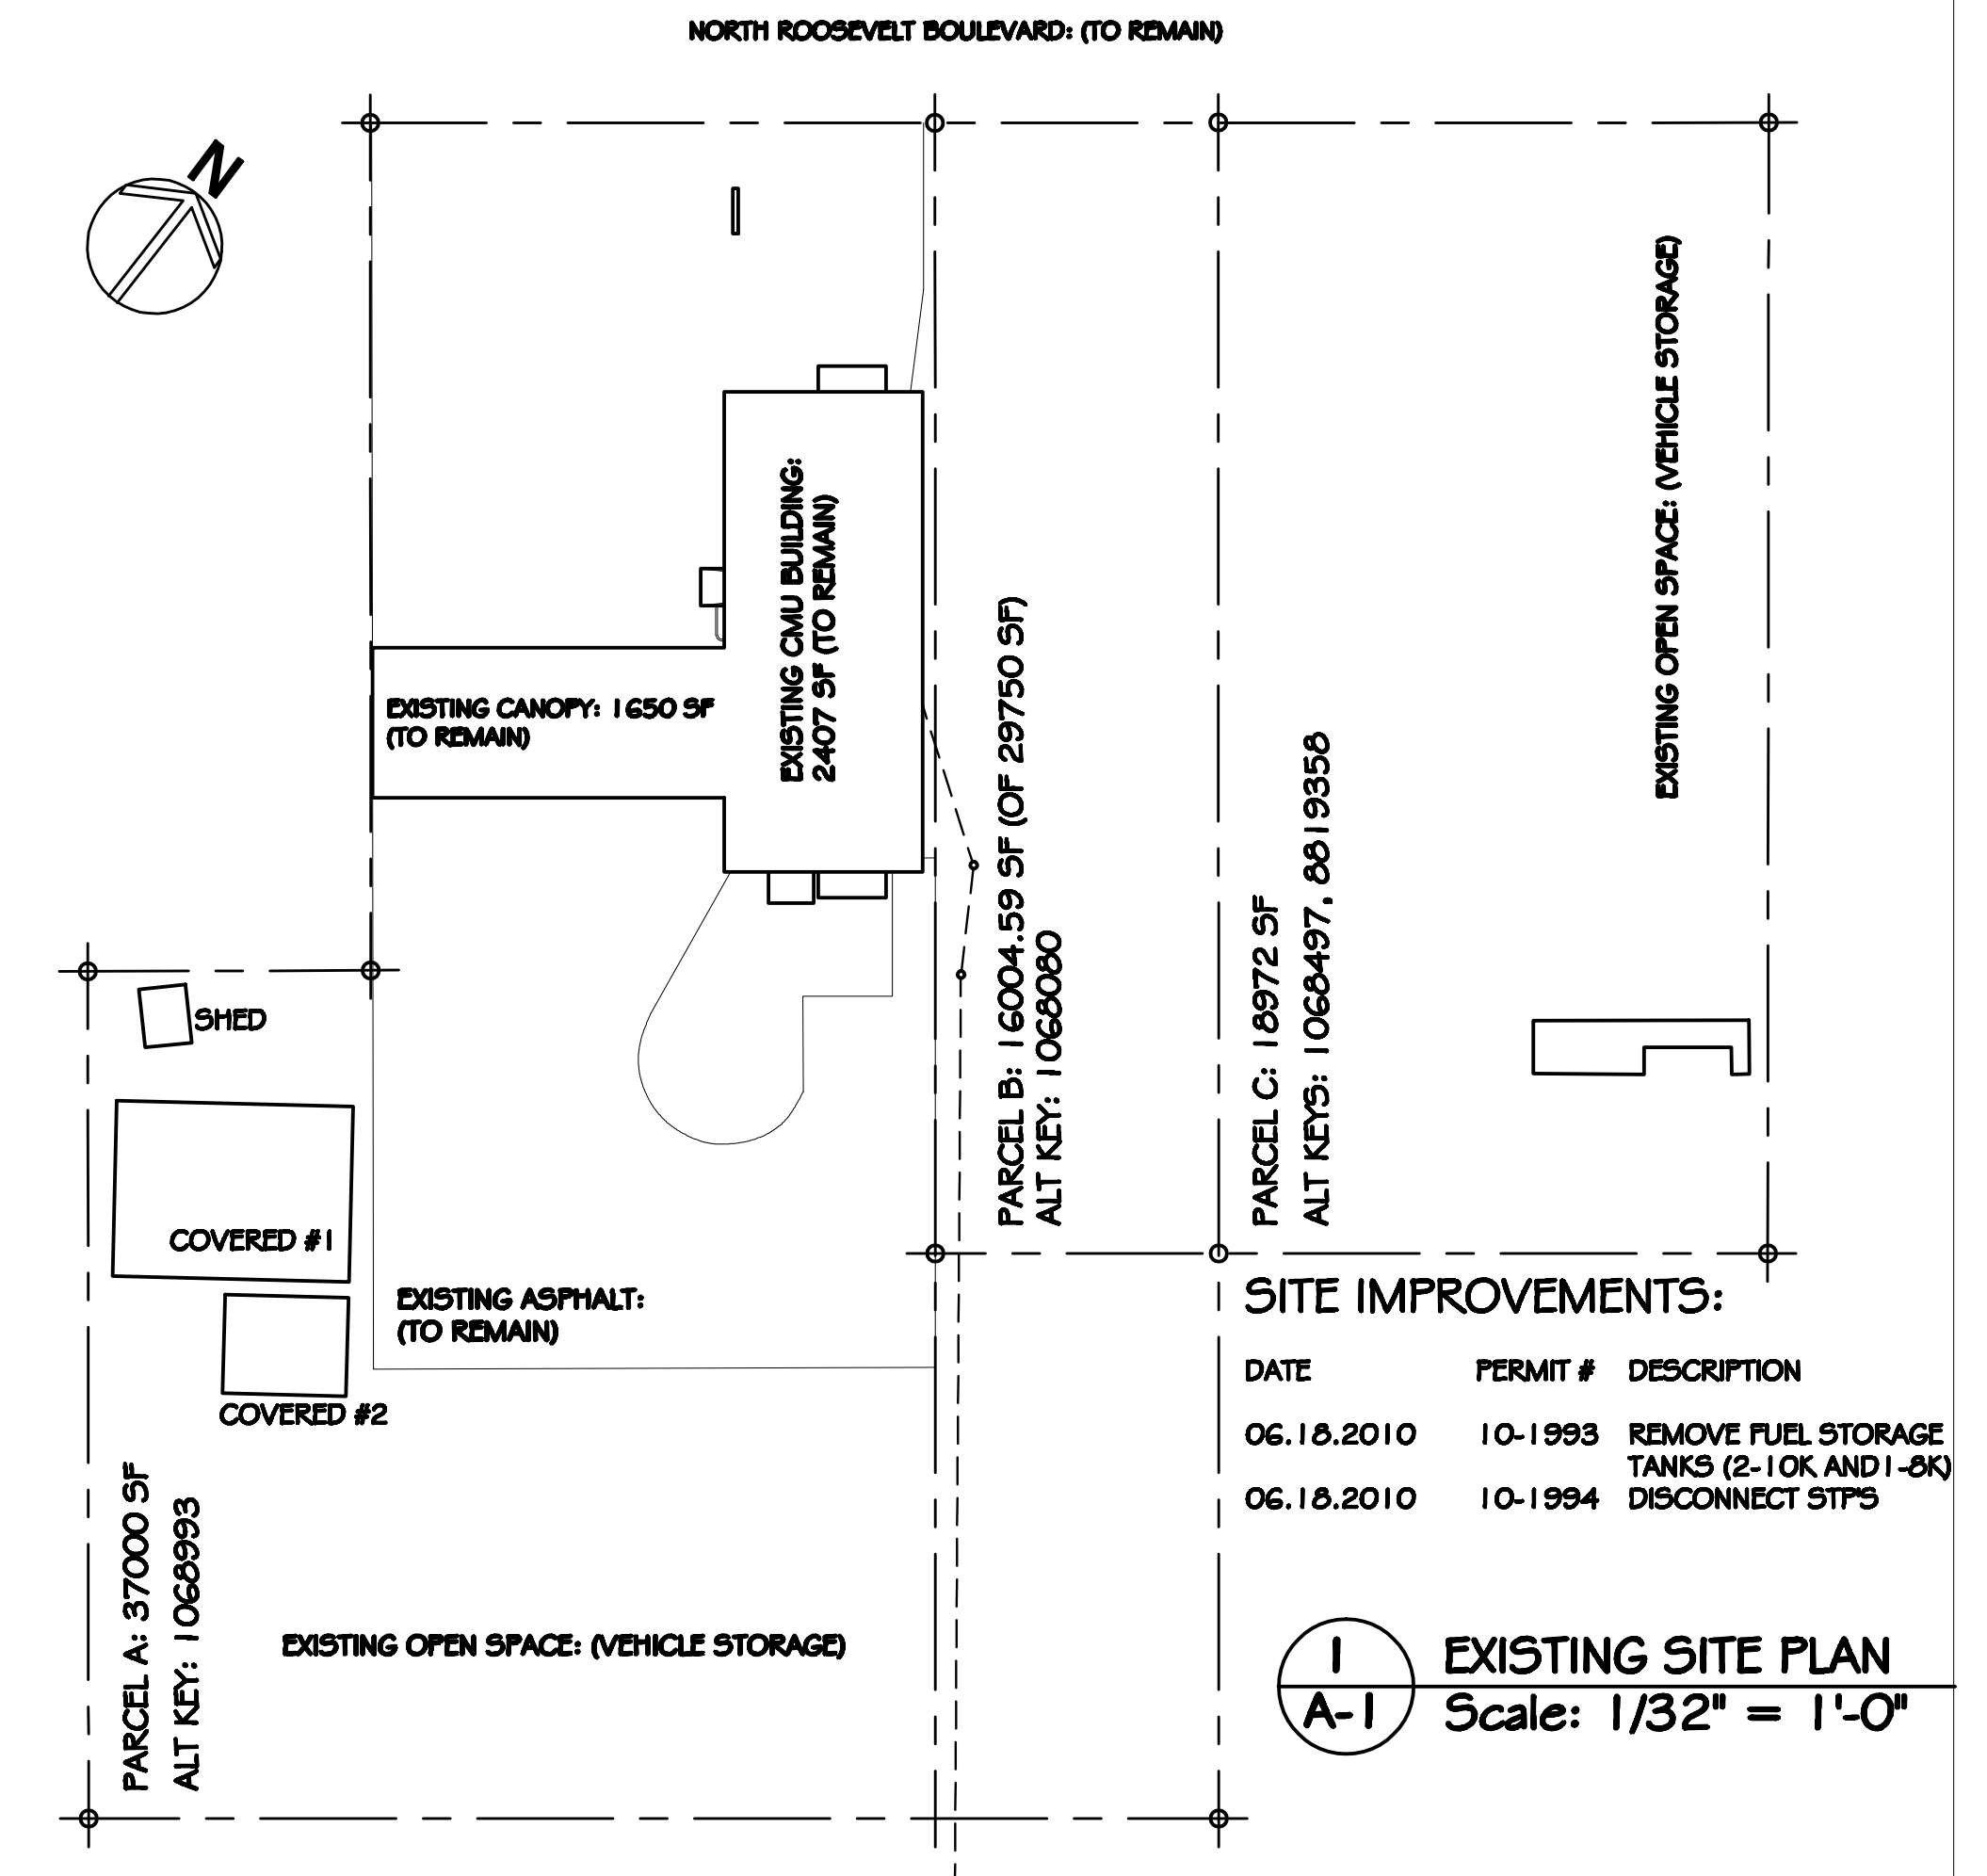 NORTH ROOSEVELT BOULEVARD: (TO REMAIN)
N
EXISTING OPEN SPACE: (VEHICLE STORAGE)
EXISTING CMU BUILDING:
2407 SF (TO REMAIN)
EXISTING CANOPY: 1650 SF
(TO REMAIN)
PARCEL B: 16004.59 SF (OF 29750 SF)
ALT KEY: 1068080
PARCEL C: 18972 SF
ALT KEYS: 1068497, 8819358
SHED
COVERED #1
EXISTING ASPHALT:
(TO REMAIN)
COVERED #2
PARCEL A: 37000 SF
ALT KEY: 1068993
EXISTING OPEN SPACE: (VEHICLE STORAGE)
SITE IMPROVEMENTS:
DATE PERMIT # DESCRIPTION
06.18.2010 10-1993 REMOVE FUEL STORAGE
TANKS (2-10K AND 1-8K)
06.18.2010 10-1994 DISCONNECT STP'S
1
A-1
EXISTING SITE PLAN
Scale: 1/32" = 1'-0"